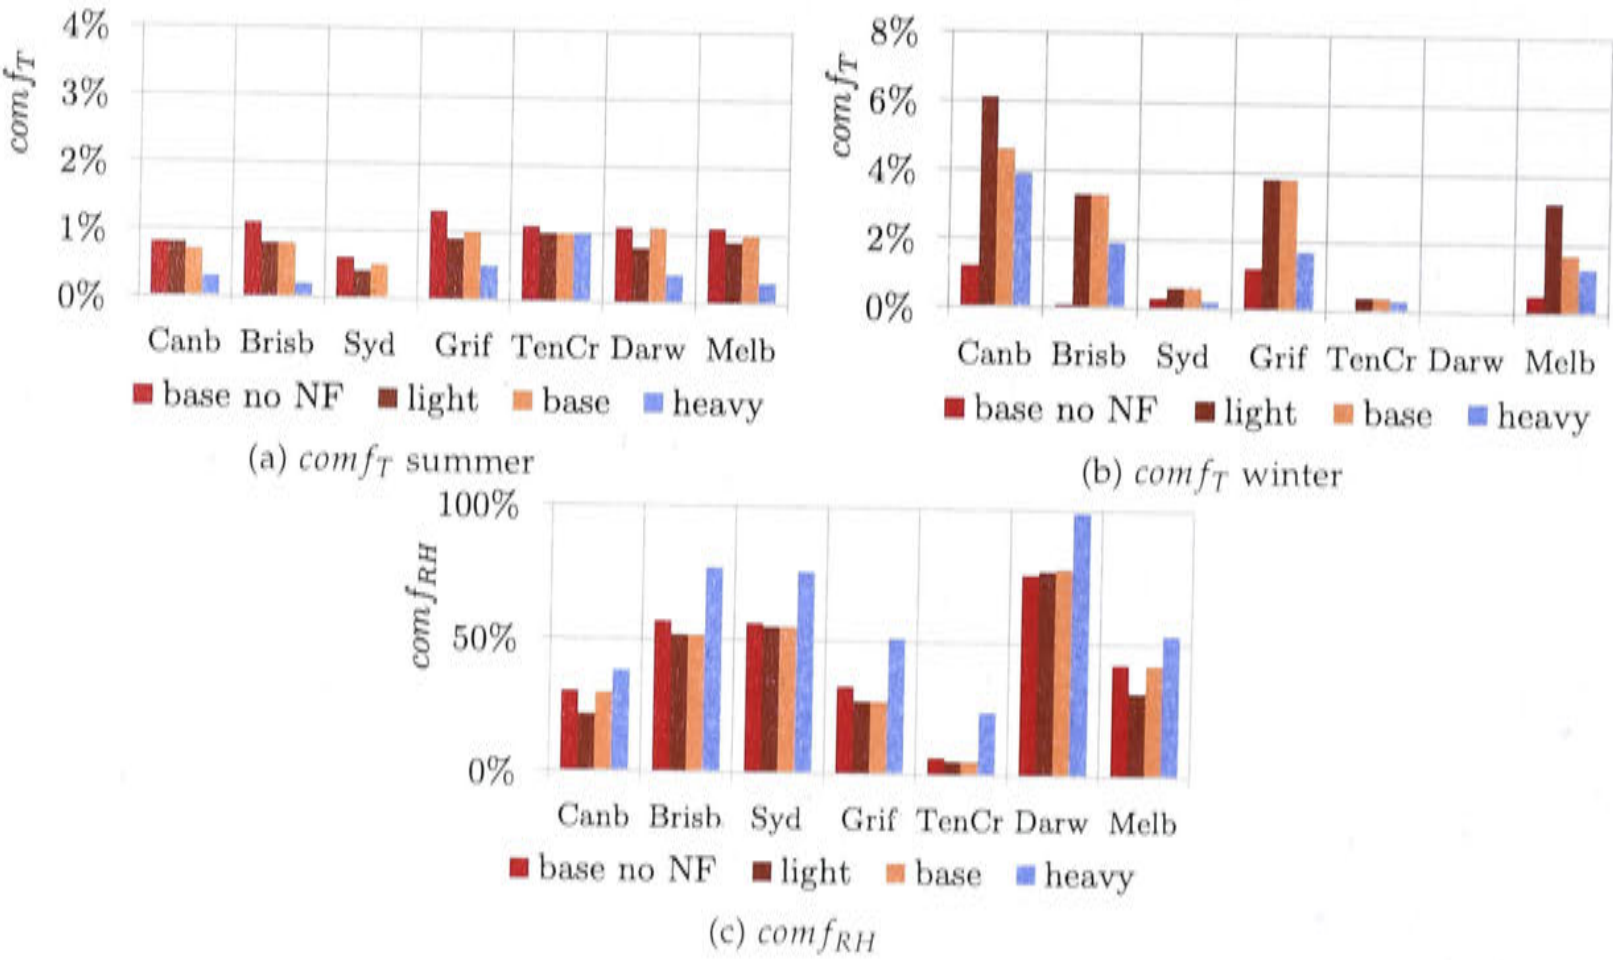 4%
3%
2%
1%
0%
comf_T
Canb Brisb Syd Grif TenCr Darw Melb
base no NF light base heavy
(a) comf_T summer
8%
6%
4%
2%
0%
comf_T
Canb Brisb Syd Grif TenCr Darw Melb
base no NF light base heavy
(b) comf_T winter
100%
50%
0%
comf_RH
Canb Brisb Syd Grif TenCr Darw Melb
base no NF light base heavy
(c) comf_RH